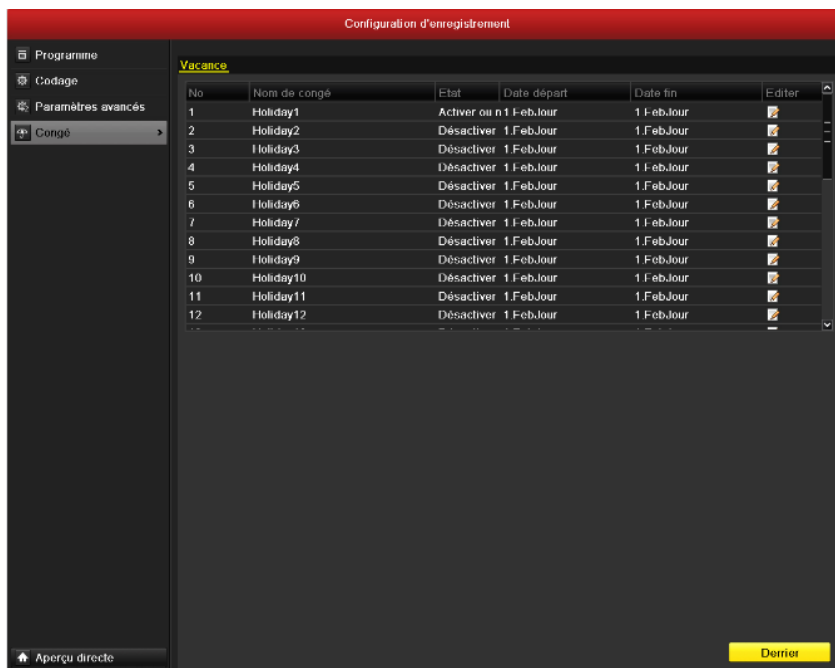 Configuration d'enregistrement
Programme
Codage
Paramètres avancés
Congé
Vacance
No Nom de congé Etat Date départ Date fin Editer
1 Holiday1 Activer ou n 1.FebJour 1.FebJour
2 Holiday2 Désactiver 1.FebJour 1.FebJour
3 Holiday3 Désactiver 1.FebJour 1.FebJour
4 Holiday4 Désactiver 1.FebJour 1.FebJour
5 Holiday5 Désactiver 1.FebJour 1.FebJour
6 Holiday6 Désactiver 1.FebJour 1.FebJour
7 Holiday7 Désactiver 1.FebJour 1.FebJour
8 Holiday8 Désactiver 1.FebJour 1.FebJour
9 Holiday9 Désactiver 1.FebJour 1.FebJour
10 Holiday10 Désactiver 1.FebJour 1.FebJour
11 Holiday11 Désactiver 1.FebJour 1.FebJour
12 Holiday12 Désactiver 1.FebJour 1.FebJour
Aperçu directe
Derrier